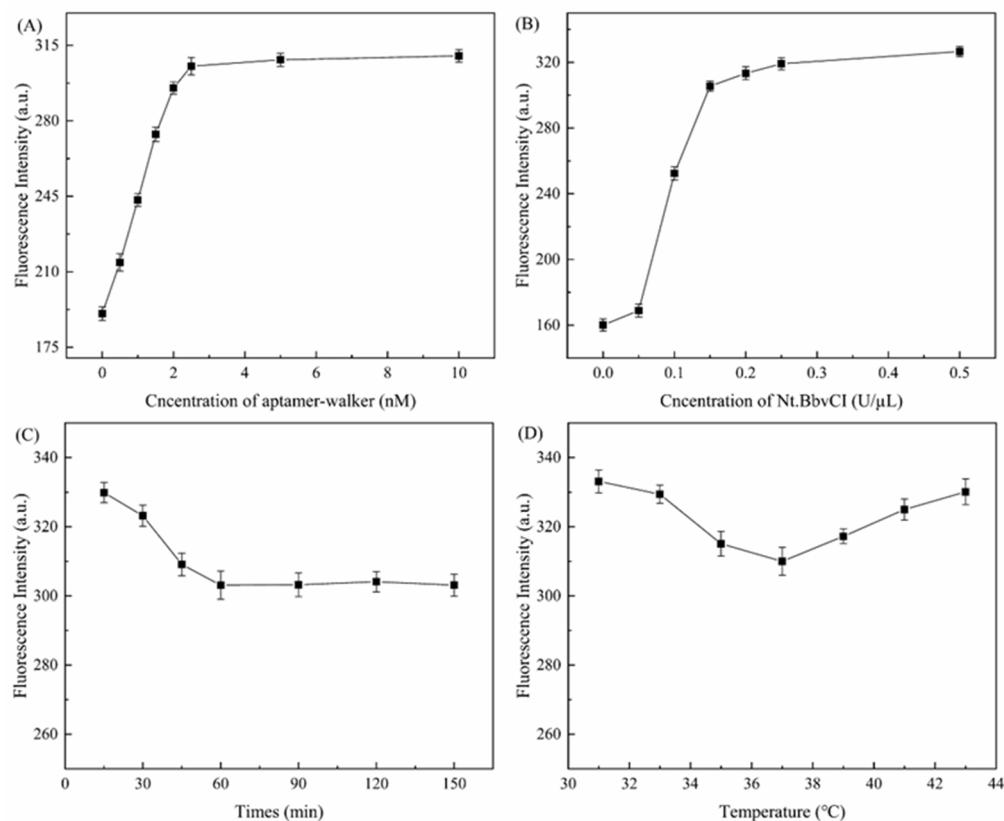 (A)
315
280
245
210
175
Fluorescence Intensity (a.u.)
0 2 4 6 8 10
Cncentration of aptamer-walker (nM)
(B)
320
280
240
200
160
Fluorescence Intensity (a.u.)
0.0 0.1 0.2 0.3 0.4 0.5
Cncentration of Nt.BbvCI (U/µL)
(C)
340
320
300
280
260
Fluorescence Intensity (a.u.)
0 30 60 90 120 150
Times (min)
(D)
340
320
300
280
260
Fluorescence Intensity (a.u.)
30 32 34 36 38 40 42 44
Temperature (°C)